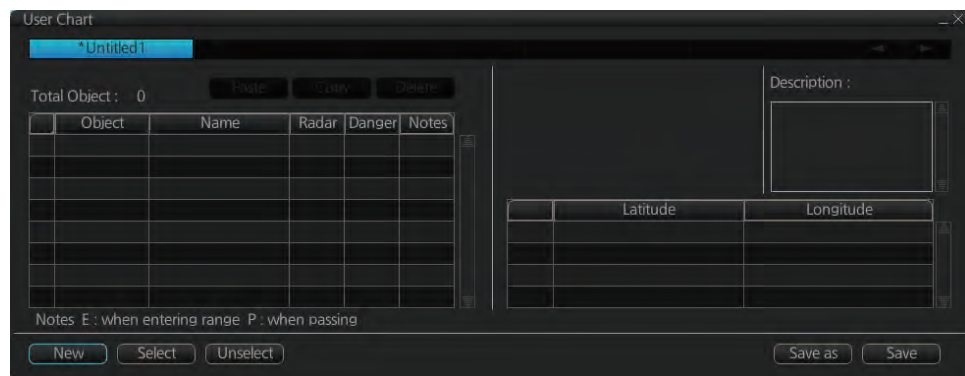 User Chart
*Untitled1
Total Object : 0 Paste Copy Delete
Description :
Object Name Radar Danger Notes
Latitude Longitude
Notes E : when entering range P : when passing
New Select Unselect Save as Save